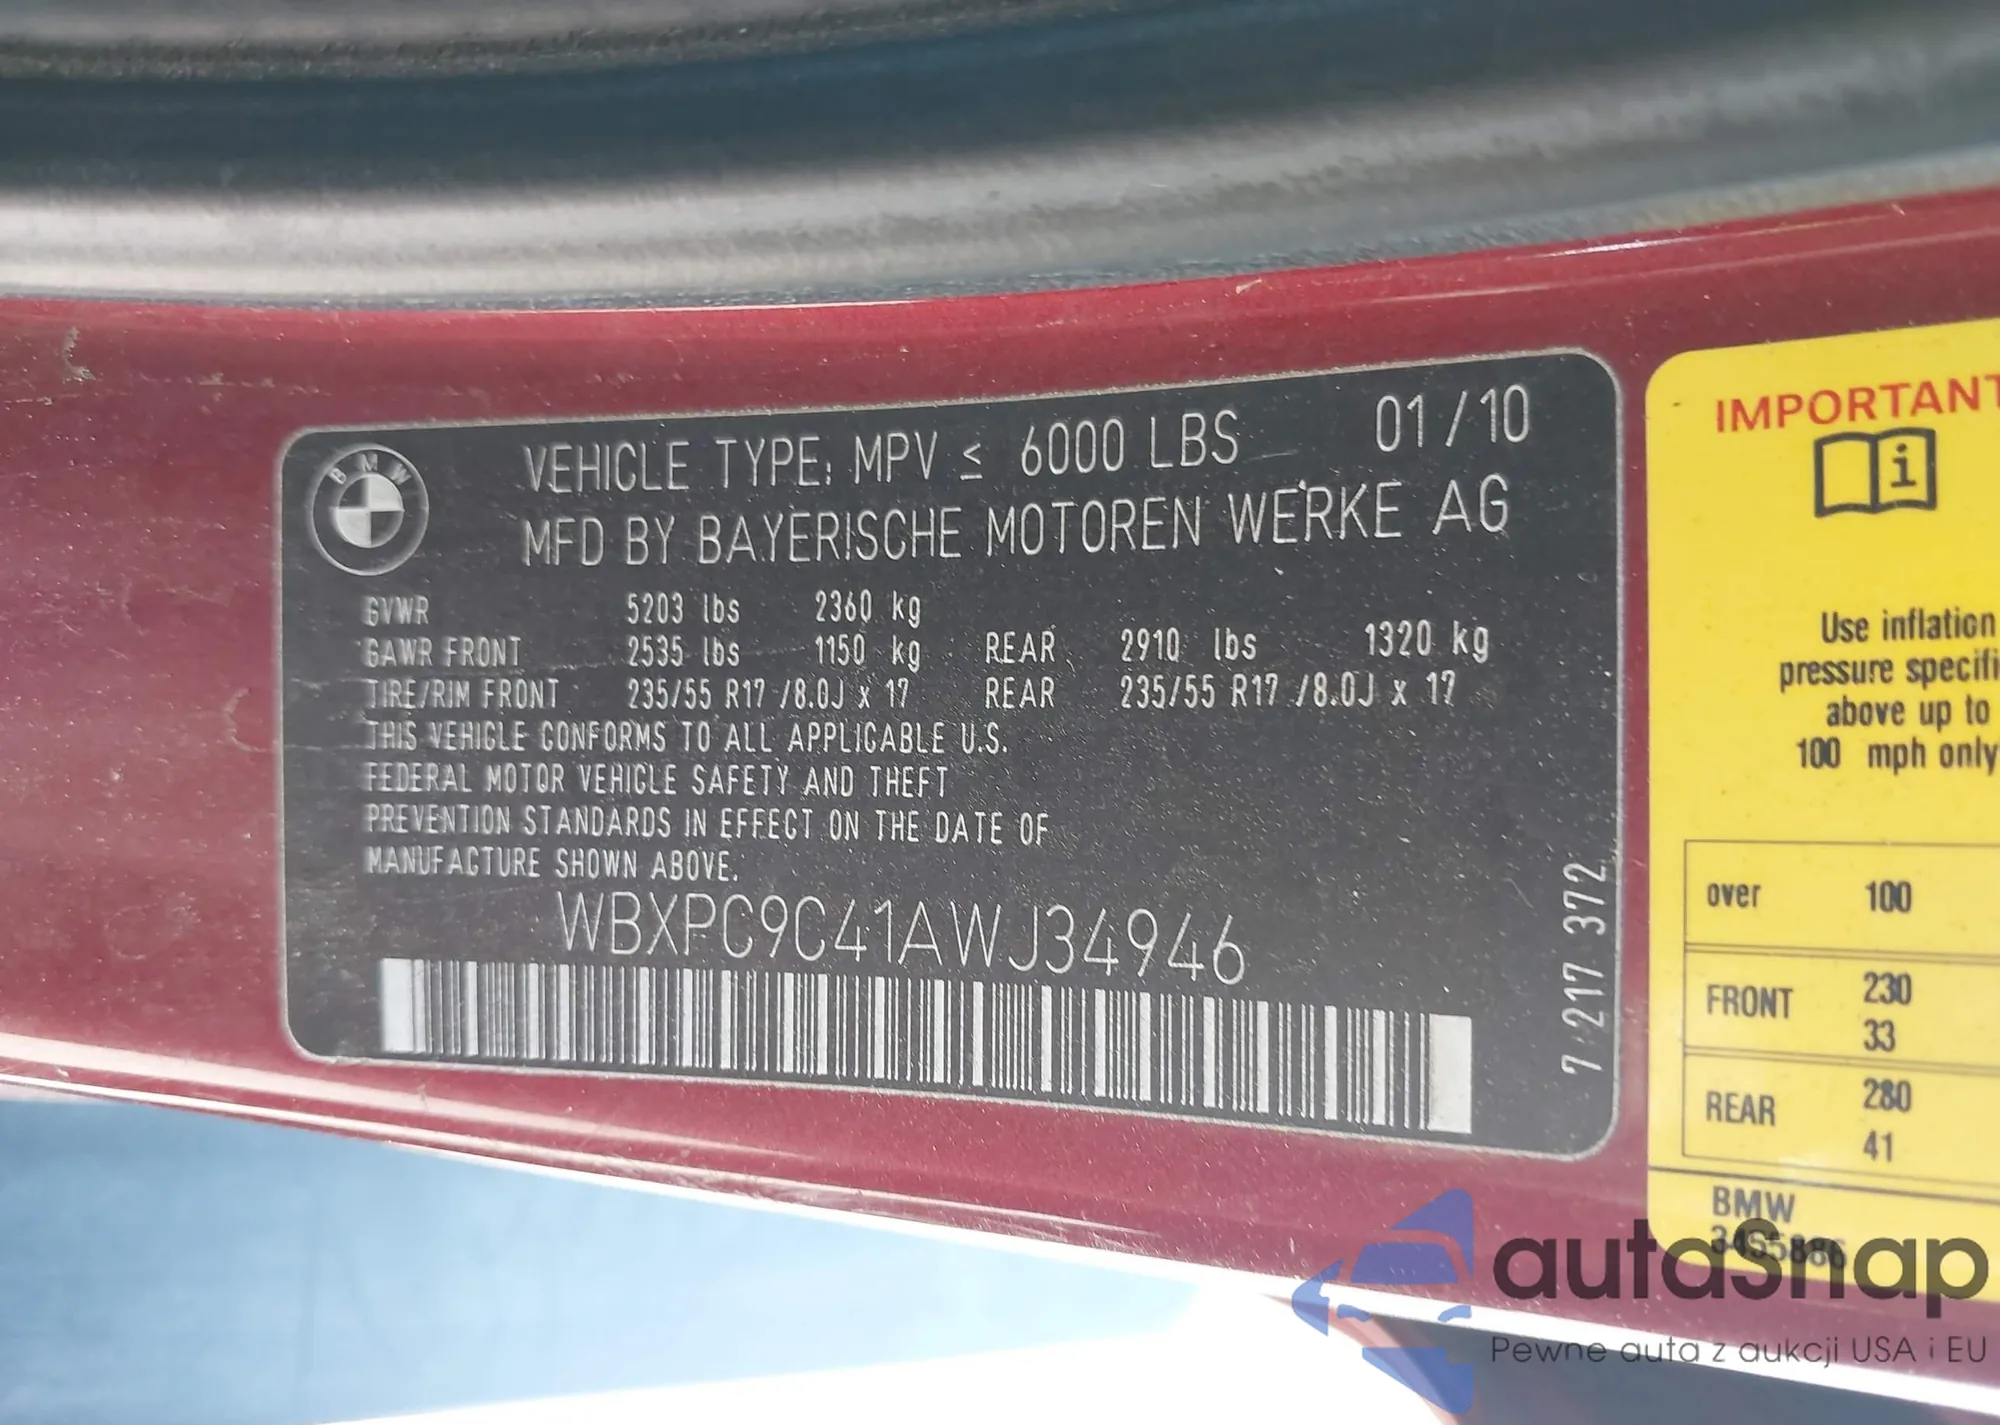 BMW
VEHICLE TYPE: MPV ≤ 6000 LBS 01/10
MFD BY BAYERISCHE MOTOREN WERKE AG
GVWR 5203 lbs 2360 kg
GAWR FRONT 2535 lbs 1150 kg REAR 2910 lbs 1320 kg
TIRE/RIM FRONT 235/55 R17 /8.0J x 17 REAR 235/55 R17 /8.0J x 17
THIS VEHICLE CONFORMS TO ALL APPLICABLE U.S.
FEDERAL MOTOR VEHICLE SAFETY AND THEFT
PREVENTION STANDARDS IN EFFECT ON THE DATE OF
MANUFACTURE SHOWN ABOVE.
WBXPC9C41AWJ34946
7 217 372
IMPORTANT
i
Use inflation
pressure specifi
above up to
100 mph only
over 100
FRONT 230
33
REAR 280
41
BMW
autaSnap
Pewne auta z aukcji USA i EU